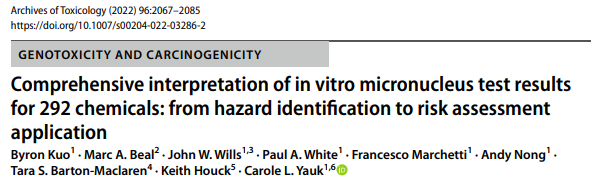 Archives of Toxicology (2022) 96:2067–2085
https://doi.org/10.1007/s00204-022-03286-2
GENOTOXICITY AND CARCINOGENICITY
Comprehensive interpretation of in vitro micronucleus test results
for 292 chemicals: from hazard identification to risk assessment
application
Byron Kuo¹ · Marc A. Beal² · John W. Wills¹,³ · Paul A. White¹ · Francesco Marchetti¹ · Andy Nong¹ ·
Tara S. Barton-Maclaren⁴ · Keith Houck⁵ · Carole L. Yauk¹,⁶